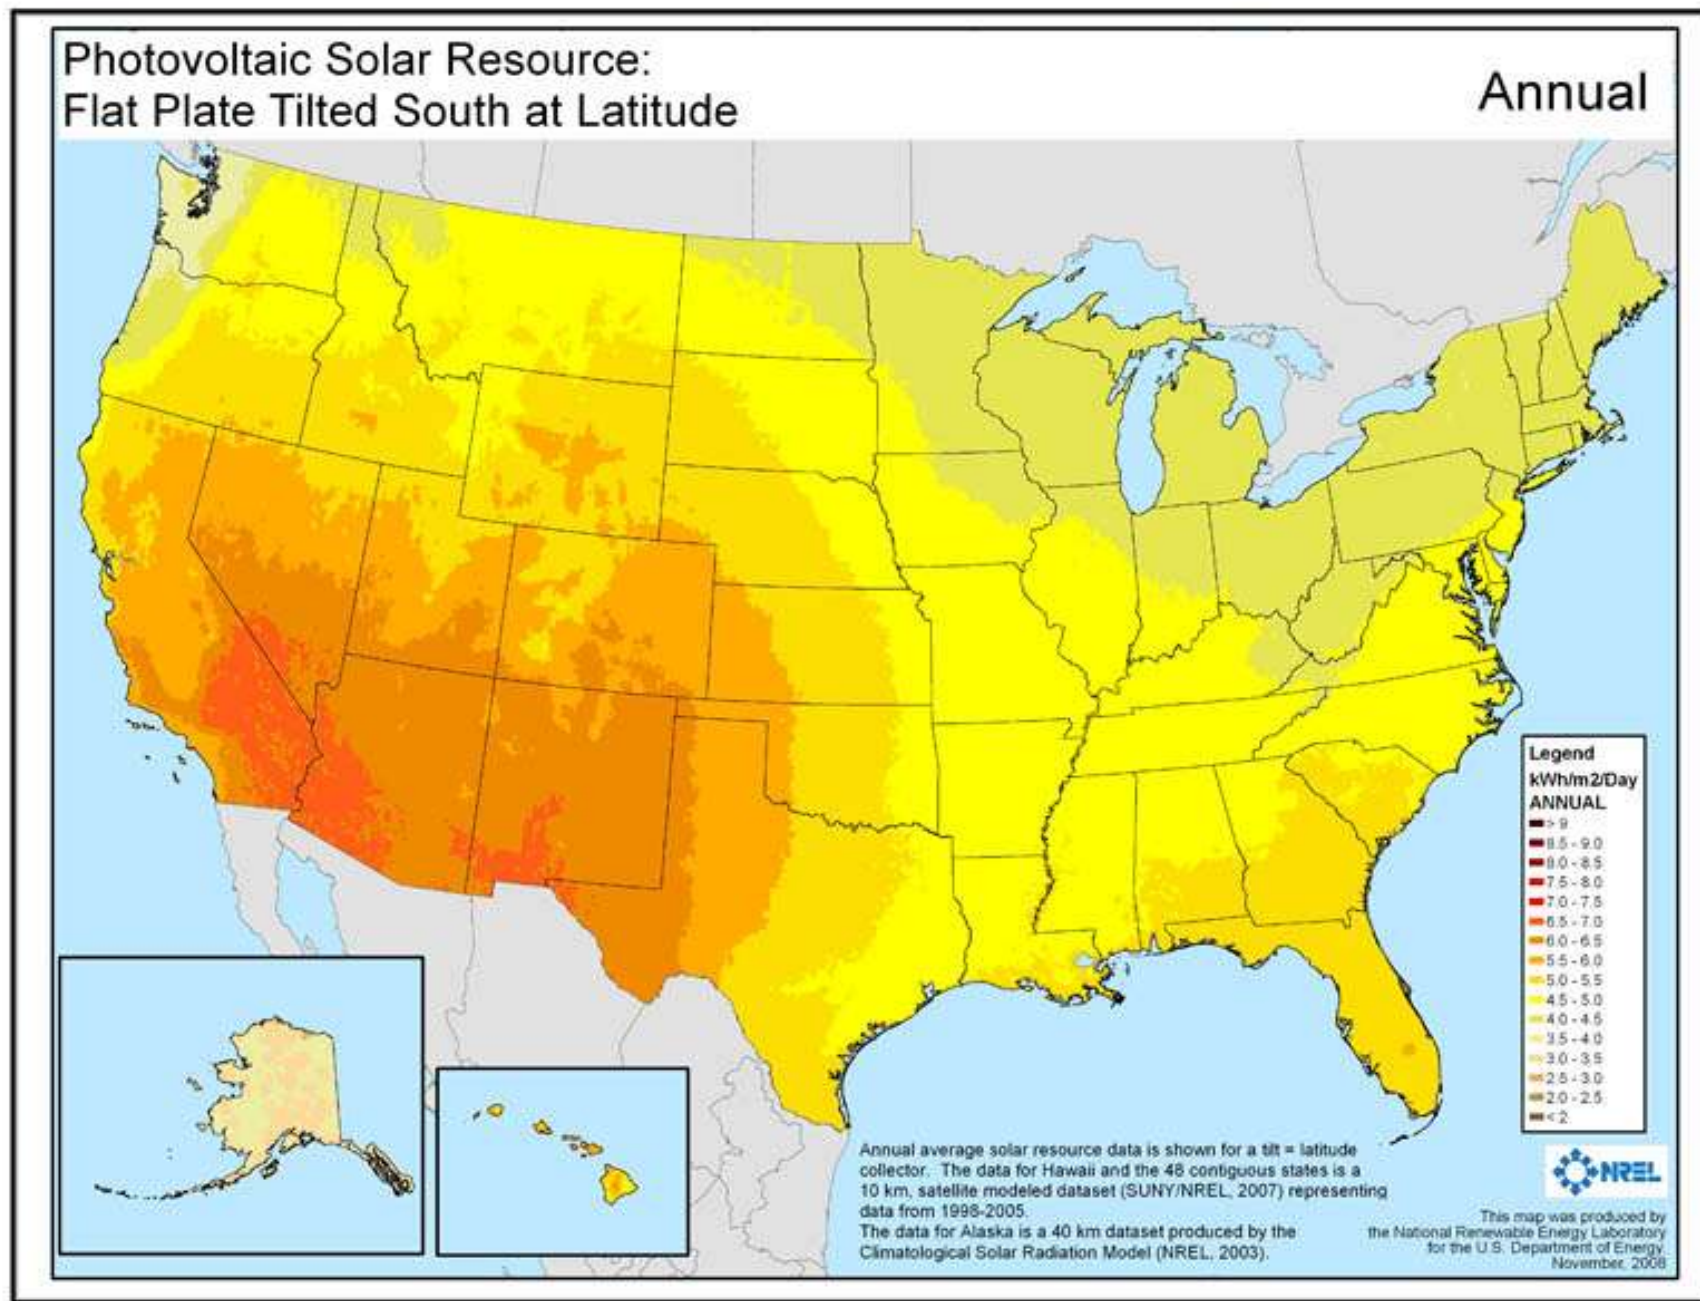 Photovoltaic Solar Resource:
Flat Plate Tilted South at Latitude
Annual
Legend
kWh/m2/Day
ANNUAL
> 9
8.5 - 9.0
8.0 - 8.5
7.5 - 8.0
7.0 - 7.5
6.5 - 7.0
6.0 - 6.5
5.5 - 6.0
5.0 - 5.5
4.5 - 5.0
4.0 - 4.5
3.5 - 4.0
3.0 - 3.5
2.5 - 3.0
2.0 - 2.5
< 2
Annual average solar resource data is shown for a tilt = latitude
collector. The data for Hawaii and the 48 contiguous states is a
10 km, satellite modeled dataset (SUNY/NREL, 2007) representing
data from 1998-2005.
The data for Alaska is a 40 km dataset produced by the
Climatological Solar Radiation Model (NREL, 2003).
NREL
This map was produced by
the National Renewable Energy Laboratory
for the U.S. Department of Energy.
November, 2008